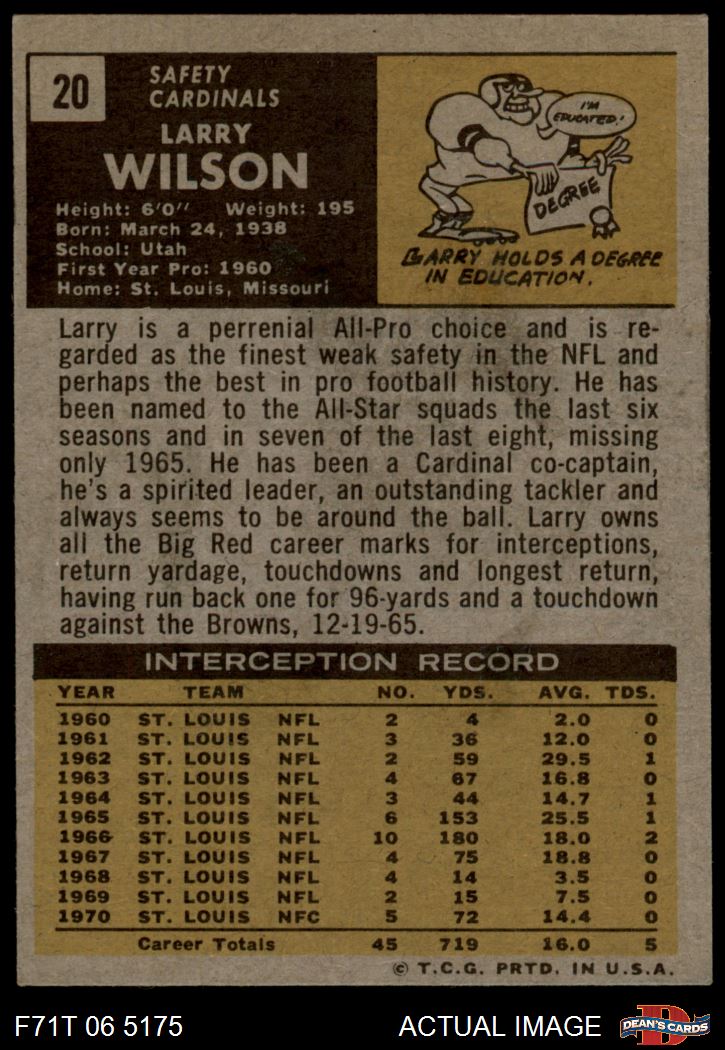 20
SAFETY
CARDINALS
LARRY
WILSON
Height: 6'0'' Weight: 195
Born: March 24, 1938
School: Utah
First Year Pro: 1960
Home: St. Louis, Missouri
I'M
EDUCATED!
DEGREE
LARRY HOLDS A DEGREE
IN EDUCATION.
Larry is a perrenial All-Pro choice and is re-
garded as the finest weak safety in the NFL and
perhaps the best in pro football history. He has
been named to the All-Star squads the last six
seasons and in seven of the last eight, missing
only 1965. He has been a Cardinal co-captain,
he's a spirited leader, an outstanding tackler and
always seems to be around the ball. Larry owns
all the Big Red career marks for interceptions,
return yardage, touchdowns and longest return,
having run back one for 96-yards and a touchdown
against the Browns, 12-19-65.
INTERCEPTION RECORD
YEAR TEAM NO. YDS. AVG. TDS.
1960 ST. LOUIS NFL 2 4 2.0 0
1961 ST. LOUIS NFL 3 36 12.0 0
1962 ST. LOUIS NFL 2 59 29.5 1
1963 ST. LOUIS NFL 4 67 16.8 0
1964 ST. LOUIS NFL 3 44 14.7 1
1965 ST. LOUIS NFL 6 153 25.5 1
1966 ST. LOUIS NFL 10 180 18.0 2
1967 ST. LOUIS NFL 4 75 18.8 0
1968 ST. LOUIS NFL 4 14 3.5 0
1969 ST. LOUIS NFL 2 15 7.5 0
1970 ST. LOUIS NFC 5 72 14.4 0
Career Totals 45 719 16.0 5
© T.C.G. PRTD. IN U.S.A.
F71T 06 5175 ACTUAL IMAGE
D
DEAN'S CARDS